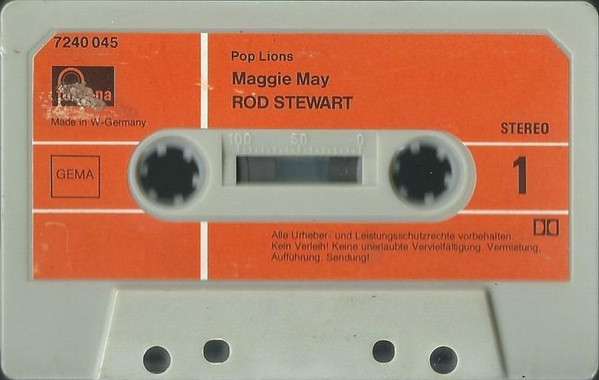 7240 045
Pop Lions
Maggie May
ROD STEWART
Made in W-Germany
STEREO
100 50 0
GEMA
1
Alle Urheber- und Leistungsschutzrechte vorbehalten.
Kein Verleih! Keine unerlaubte Vervielfältigung, Vermietung,
Aufführung, Sendung!